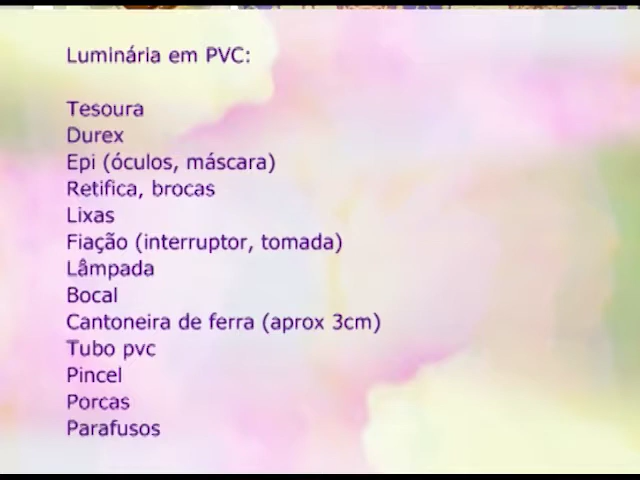 Luminária em PVC:
Tesoura
Durex
Epi (óculos, máscara)
Retifica, brocas
Lixas
Fiação (interruptor, tomada)
Lâmpada
Bocal
Cantoneira de ferra (aprox 3cm)
Tubo pvc
Pincel
Porcas
Parafusos